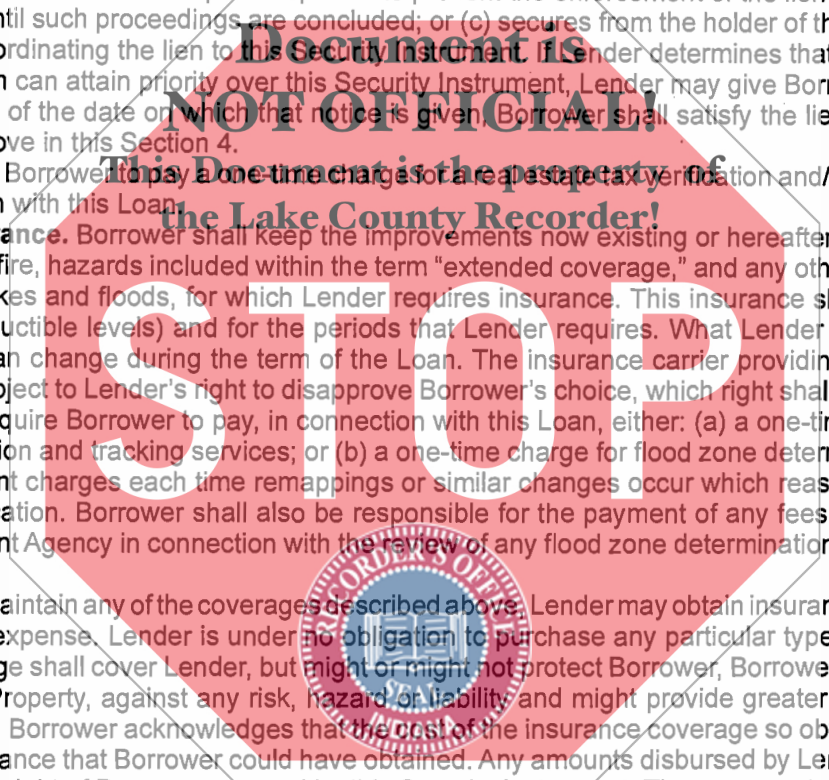 ntil such proceedings are concluded; or (c) secures from the holder of th
ordinating the lien to this Security Instrument. If Lender determines that
n can attain priority over this Security Instrument, Lender may give Borr
of the date on which that notice is given, Borrower shall satisfy the lie
ove in this Section 4.
Borrower to pay a one-time charge for a real estate tax verification and/
n with this Loan.
ance. Borrower shall keep the improvements now existing or hereafter
fire, hazards included within the term “extended coverage,” and any oth
kes and floods, for which Lender requires insurance. This insurance sh
uctible levels) and for the periods that Lender requires. What Lender
an change during the term of the Loan. The insurance carrier providin
bject to Lender's right to disapprove Borrower's choice, which right shal
quire Borrower to pay, in connection with this Loan, either: (a) a one-tim
ion and tracking services; or (b) a one-time charge for flood zone determ
nt charges each time remappings or similar changes occur which reas
ation. Borrower shall also be responsible for the payment of any fees
nt Agency in connection with the review of any flood zone determination
aintain any of the coverages described above, Lender may obtain insuran
expense. Lender is under no obligation to purchase any particular type
ge shall cover Lender, but might or might not protect Borrower, Borrowe
Property, against any risk, hazard or liability and might provide greater
Borrower acknowledges that the cost of the insurance coverage so ob
ance that Borrower could have obtained. Any amounts disbursed by Le
Document is
NOT OFFICIAL!
This Document is the property of
the Lake County Recorder!
STOP
RECORDER'S OFFICE
SEAL
INDIANA